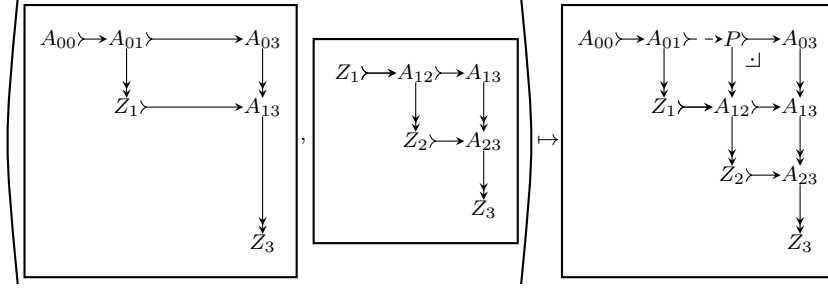 A₀₀ A₀₁ A₀₃ A₀₀ A₀₁ P A₀₃
Z₁ A₁₂ A₁₃
Z₁ A₁₃ Z₁ A₁₂ A₁₃
, ↦
Z₂ A₂₃
Z₂ A₂₃
Z₃
Z₃ Z₃